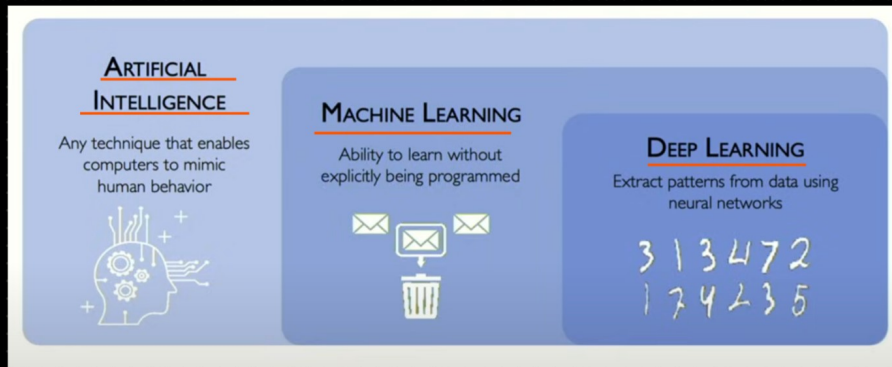 ARTIFICIAL
INTELLIGENCE
Any technique that enables
computers to mimic
human behavior
MACHINE LEARNING
Ability to learn without
explicitly being programmed
DEEP LEARNING
Extract patterns from data using
neural networks
3 1 3 4 7 2
1 7 4 2 3 5